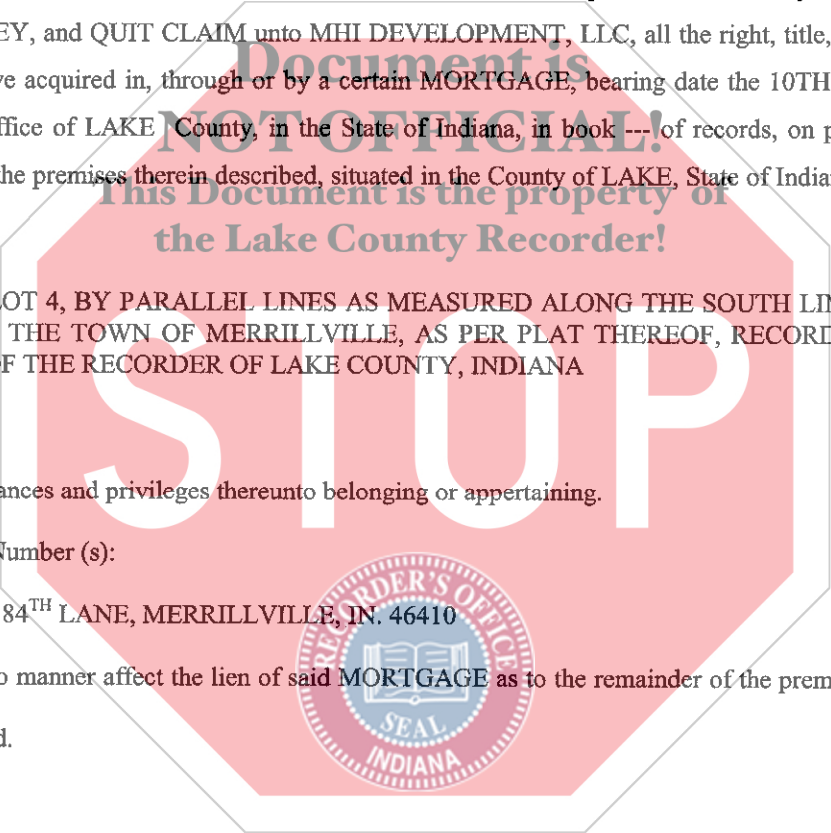 EY, and QUIT CLAIM unto MHI DEVELOPMENT, LLC, all the right, title,
Document is
ve acquired in, through or by a certain MORTGAGE, bearing date the 10TH
NOT OFFICIAL!
ffice of LAKE County, in the State of Indiana, in book --- of records, on p
the premises therein described, situated in the County of LAKE, State of Indian
This Document is the property of
the Lake County Recorder!
OT 4, BY PARALLEL LINES AS MEASURED ALONG THE SOUTH LIN
THE TOWN OF MERRILLVILLE, AS PER PLAT THEREOF, RECORD
OF THE RECORDER OF LAKE COUNTY, INDIANA
STOP
ances and privileges thereunto belonging or appertaining.
Number (s):
84TH LANE, MERRILLVILLE, IN. 46410
o manner affect the lien of said MORTGAGE as to the remainder of the prem
d.
RECORDER'S OFFICE
SEAL
INDIANA